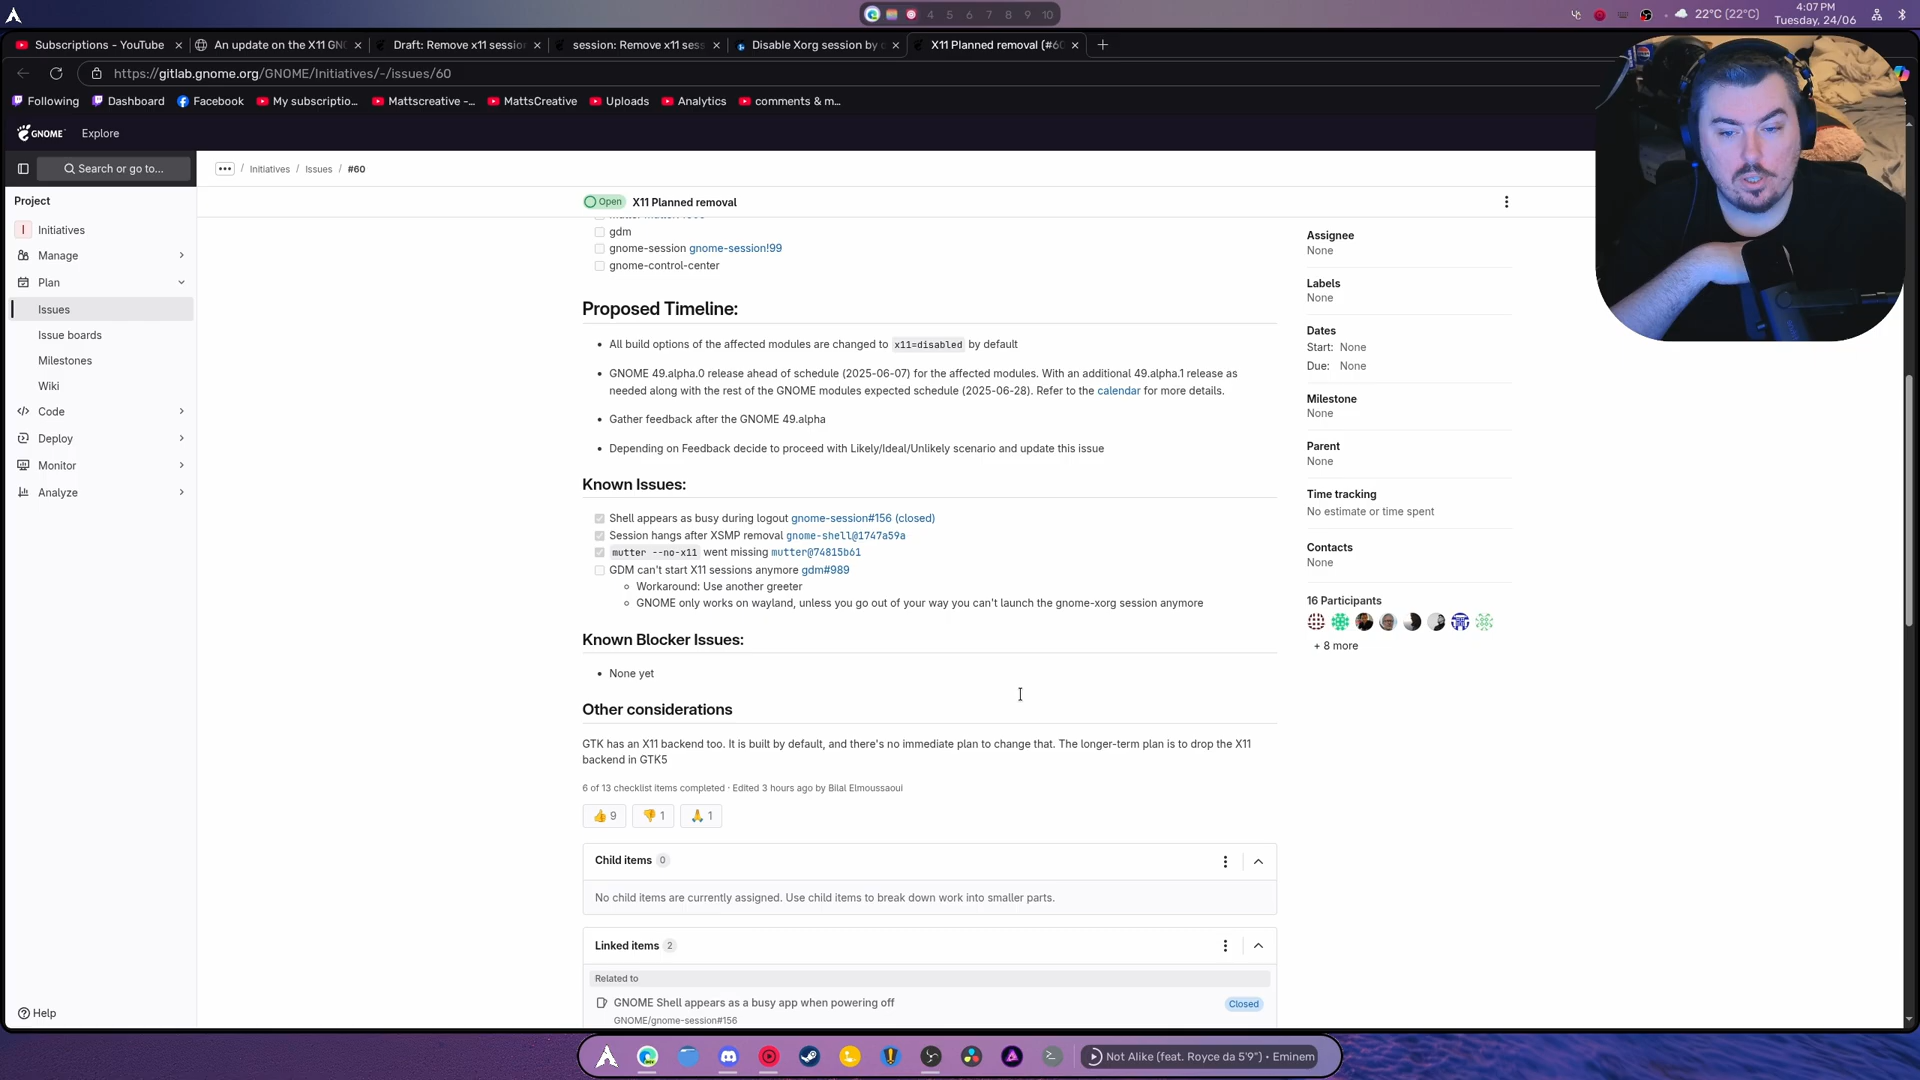 4 5 6 7 8 9 10
22°C (22°C)
4:07 PM
Tuesday, 24/06
Subscriptions - YouTube
An update on the X11 GN
Draft: Remove x11 sessio
session: Remove x11 sess
Disable Xorg session by
X11 Planned removal (#60
https://gitlab.gnome.org/GNOME/Initiatives/-/issues/60
Following
Dashboard
Facebook
My subscriptio...
Mattscreative -...
MattsCreative
Uploads
Analytics
comments & m...
GNOME
Explore
Search or go to...
Initiatives / Issues / #60
Project
Open
X11 Planned removal
I Initiatives
Manage
Plan
Issues
Issue boards
Milestones
Wiki
Code
Deploy
Monitor
Analyze
Help
gdm
gnome-session gnome-session!99
gnome-control-center
Proposed Timeline:
• All build options of the affected modules are changed to x11=disabled by default
• GNOME 49.alpha.0 release ahead of schedule (2025-06-07) for the affected modules. With an additional 49.alpha.1 release as
needed along with the rest of the GNOME modules expected schedule (2025-06-28). Refer to the calendar for more details.
• Gather feedback after the GNOME 49.alpha
• Depending on Feedback decide to proceed with Likely/Ideal/Unlikely scenario and update this issue
Known Issues:
Shell appears as busy during logout gnome-session#156 (closed)
Session hangs after XSMP removal gnome-shell@1747a59a
mutter --no-x11 went missing mutter@74815b61
GDM can't start X11 sessions anymore gdm#989
Workaround: Use another greeter
GNOME only works on wayland, unless you go out of your way you can't launch the gnome-xorg session anymore
Known Blocker Issues:
• None yet
Other considerations
GTK has an X11 backend too. It is built by default, and there's no immediate plan to change that. The longer-term plan is to drop the X11
backend in GTK5
6 of 13 checklist items completed · Edited 3 hours ago by Bilal Elmoussaoui
👍 9
👎 1
🙏 1
Child items 0
No child items are currently assigned. Use child items to break down work into smaller parts.
Linked items 2
Related to
GNOME Shell appears as a busy app when powering off
Closed
GNOME/gnome-session#156
Assignee
None
Labels
None
Dates
Start: None
Due: None
Milestone
None
Parent
None
Time tracking
No estimate or time spent
Contacts
None
16 Participants
+ 8 more
Not Alike (feat. Royce da 5'9") • Eminem